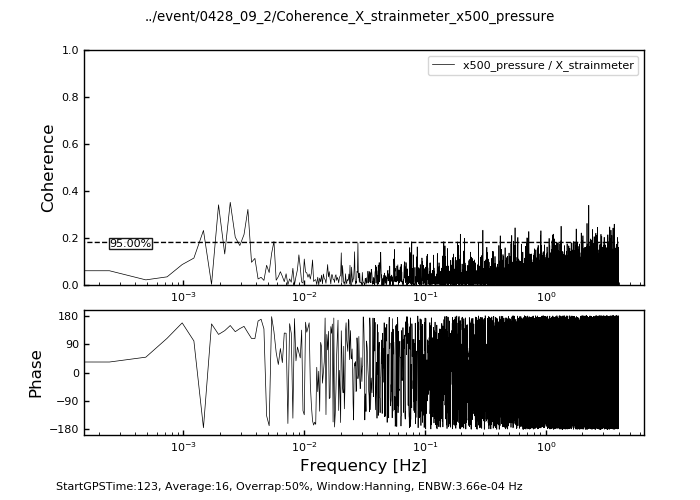 ../event/0428_09_2/Coherence_X_strainmeter_x500_pressure
x500_pressure / X_strainmeter
1.0
0.8
0.6
0.4
0.2
0.0
Coherence
95.00%
10⁻³ 10⁻² 10⁻¹ 10⁰
180
90
0
−90
−180
Phase
10⁻³ 10⁻² 10⁻¹ 10⁰
Frequency [Hz]
StartGPSTime:123, Average:16, Overrap:50%, Window:Hanning, ENBW:3.66e-04 Hz